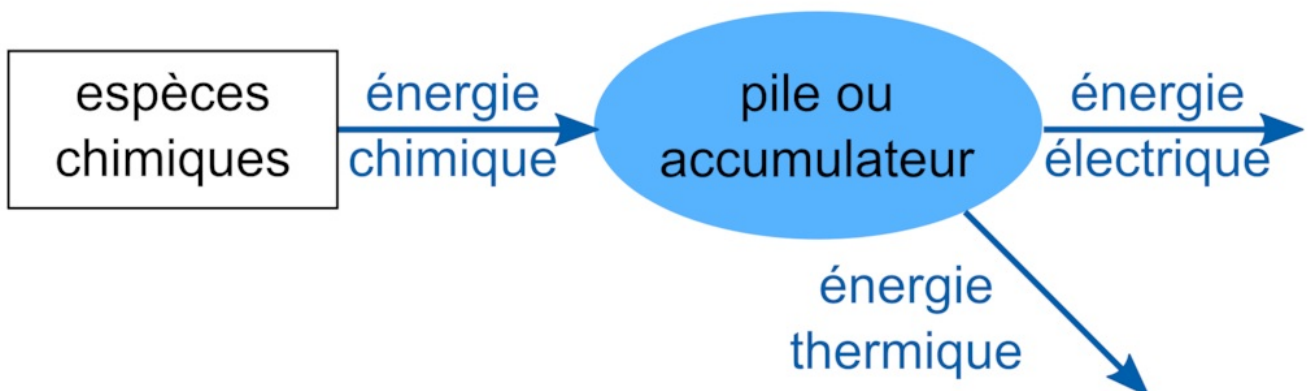 espèces
chimiques
énergie
chimique
pile ou
accumulateur
énergie
électrique
énergie
thermique